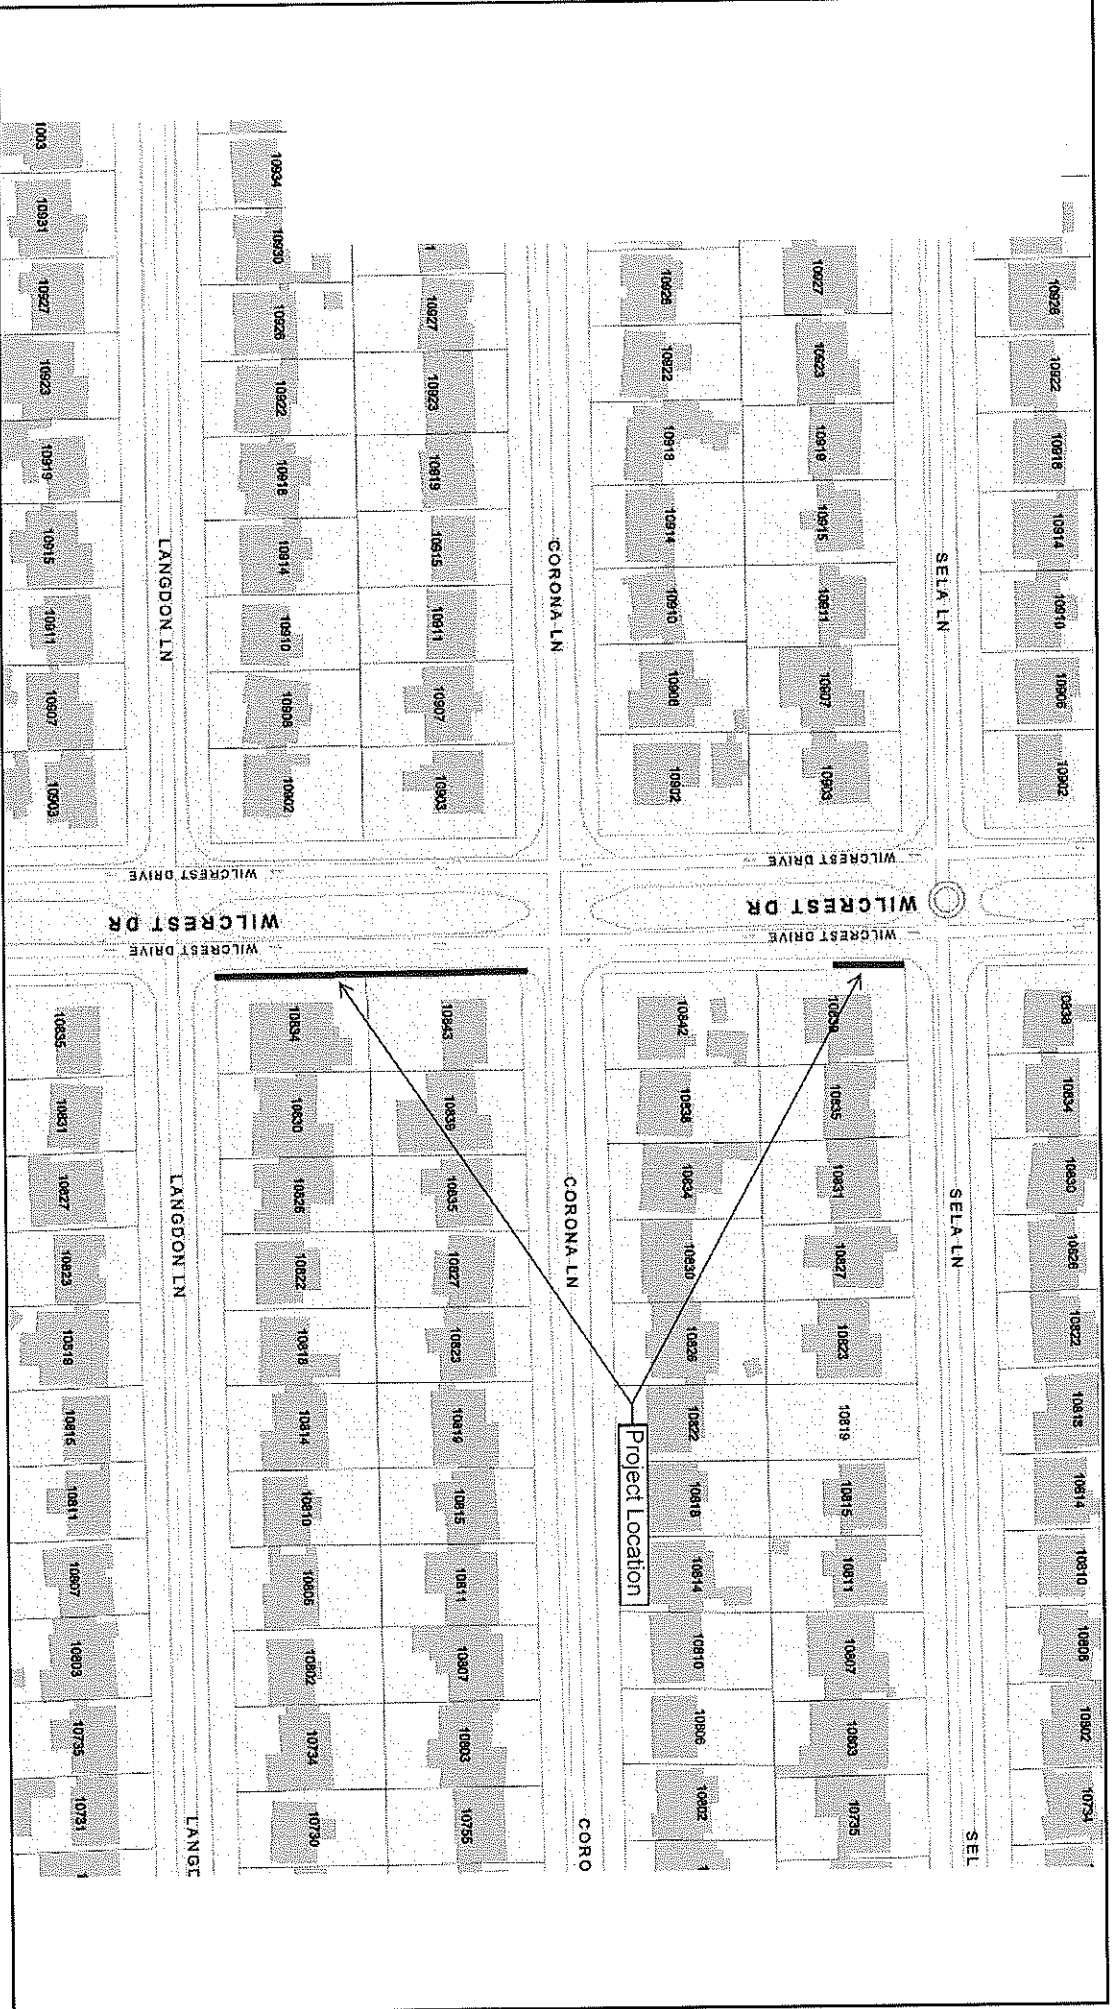 10926 10922 10918 10914 10910 10906 10902 10838 10834 10830 10826 10822 10818 10814 10810 10806 10802 10734
SELA LN SELA LN SEL
10927 10923 10919 10915 10911 10907 10903 10839 10835 10831 10827 10823 10819 10815 10811 10807 10803 10735
10926 10922 10918 10914 10910 10906 10902 10842 10838 10834 10830 10826 10822 10818 10814 10810 10806 10802 1
Project Location
CORONA LN CORONA LN CORO
1 10927 10923 10919 10915 10911 10907 10903 10843 10839 10835 10827 10823 10819 10815 10811 10807 10803 10755
10934 10930 10926 10922 10918 10914 10910 10906 10902 10834 10830 10826 10822 10818 10814 10810 10806 10802 10734 10730
LANGDON LN LANGDON LN LANGD
1003 10931 10927 10923 10919 10915 10911 10907 10903 10835 10831 10827 10823 10819 10815 10811 10807 10803 10735 10731 1
WILCREST DRIVE
WILCREST DR
WILCREST DRIVE
WILCREST DRIVE
WILCREST DR
WILCREST DRIVE